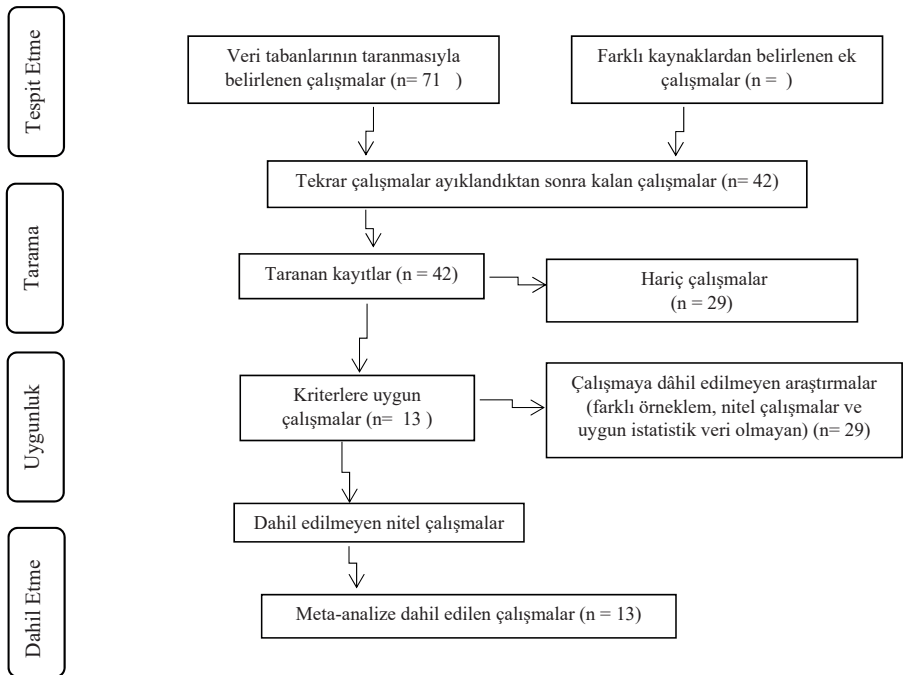 Tespit Etme
Veri tabanlarının taranmasıyla
belirlenen çalışmalar (n= 71 )
Farklı kaynaklardan belirlenen ek
çalışmalar (n = )
Tekrar çalışmalar ayıklandıktan sonra kalan çalışmalar (n= 42)
Tarama
Taranan kayıtlar (n = 42)
Hariç çalışmalar
(n = 29)
Uygunluk
Kriterlere uygun
çalışmalar (n= 13 )
Çalışmaya dâhil edilmeyen araştırmalar
(farklı örneklem, nitel çalışmalar ve
uygun istatistik veri olmayan) (n= 29)
Dahil edilmeyen nitel çalışmalar
Dahil Etme
Meta-analize dahil edilen çalışmalar (n = 13)